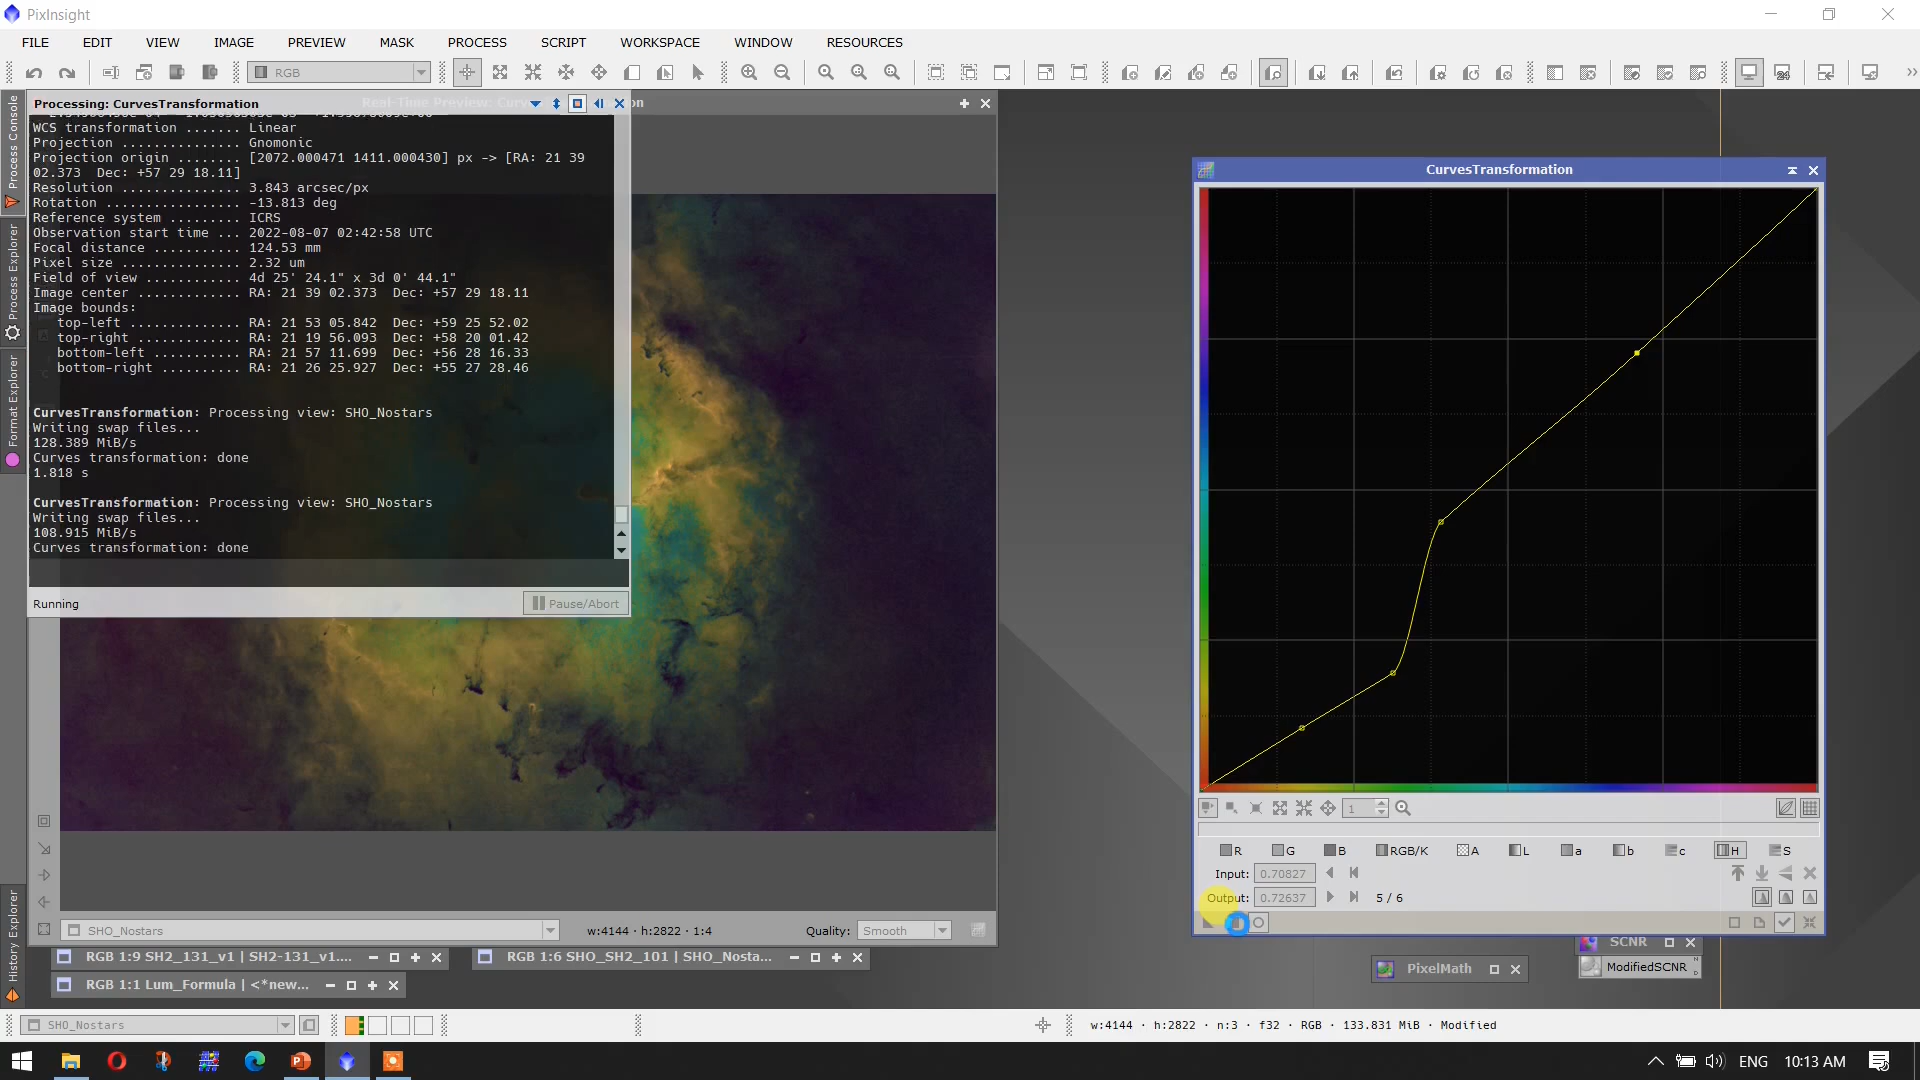 PixInsight
FILE EDIT VIEW IMAGE PREVIEW MASK PROCESS SCRIPT WORKSPACE WINDOW RESOURCES
RGB
Processing: CurvesTransformation
Real-Time Preview: Cur
on
WCS transformation ....... Linear
Projection ............... Gnomonic
Projection origin ........ [2072.000471 1411.000430] px -> [RA: 21 39
02.373  Dec: +57 29 18.11]
Resolution ............... 3.843 arcsec/px
Rotation ................. -13.813 deg
Reference system ......... ICRS
Observation start time ... 2022-08-07 02:42:58 UTC
Focal distance ........... 124.53 mm
Pixel size ............... 2.32 um
Field of view ............ 4d 25' 24.1" x 3d 0' 44.1"
Image center ............. RA: 21 39 02.373  Dec: +57 29 18.11
Image bounds:
top-left .............. RA: 21 53 05.842  Dec: +59 25 52.02
top-right ............. RA: 21 19 56.093  Dec: +58 20 01.42
bottom-left ........... RA: 21 57 11.699  Dec: +56 28 16.33
bottom-right .......... RA: 21 26 25.927  Dec: +55 27 28.46
CurvesTransformation: Processing view: SHO_Nostars
Writing swap files...
128.389 MiB/s
Curves transformation: done
1.818 s
CurvesTransformation: Processing view: SHO_Nostars
Writing swap files...
108.915 MiB/s
Curves transformation: done
Running
Pause/Abort
Process Console
Process Explorer
Format Explorer
History Explorer
CurvesTransformation
1
R G B RGB/K A L a b c H S
Input: 0.70827
Output: 0.72637 5 / 6
SHO_Nostars
w:4144 · h:2822 · 1:4
Quality: Smooth
RGB 1:9 SH2_131_v1 | SH2-131_v1....
RGB 1:6 SHO_SH2_101 | SHO_Nosta...
RGB 1:1 Lum_Formula | <*new...
PixelMath
SCNR
ModifiedSCNR
N
D
SHO_Nostars
w:4144 · h:2822 · n:3 · f32 · RGB · 133.831 MiB · Modified
ENG
10:13 AM